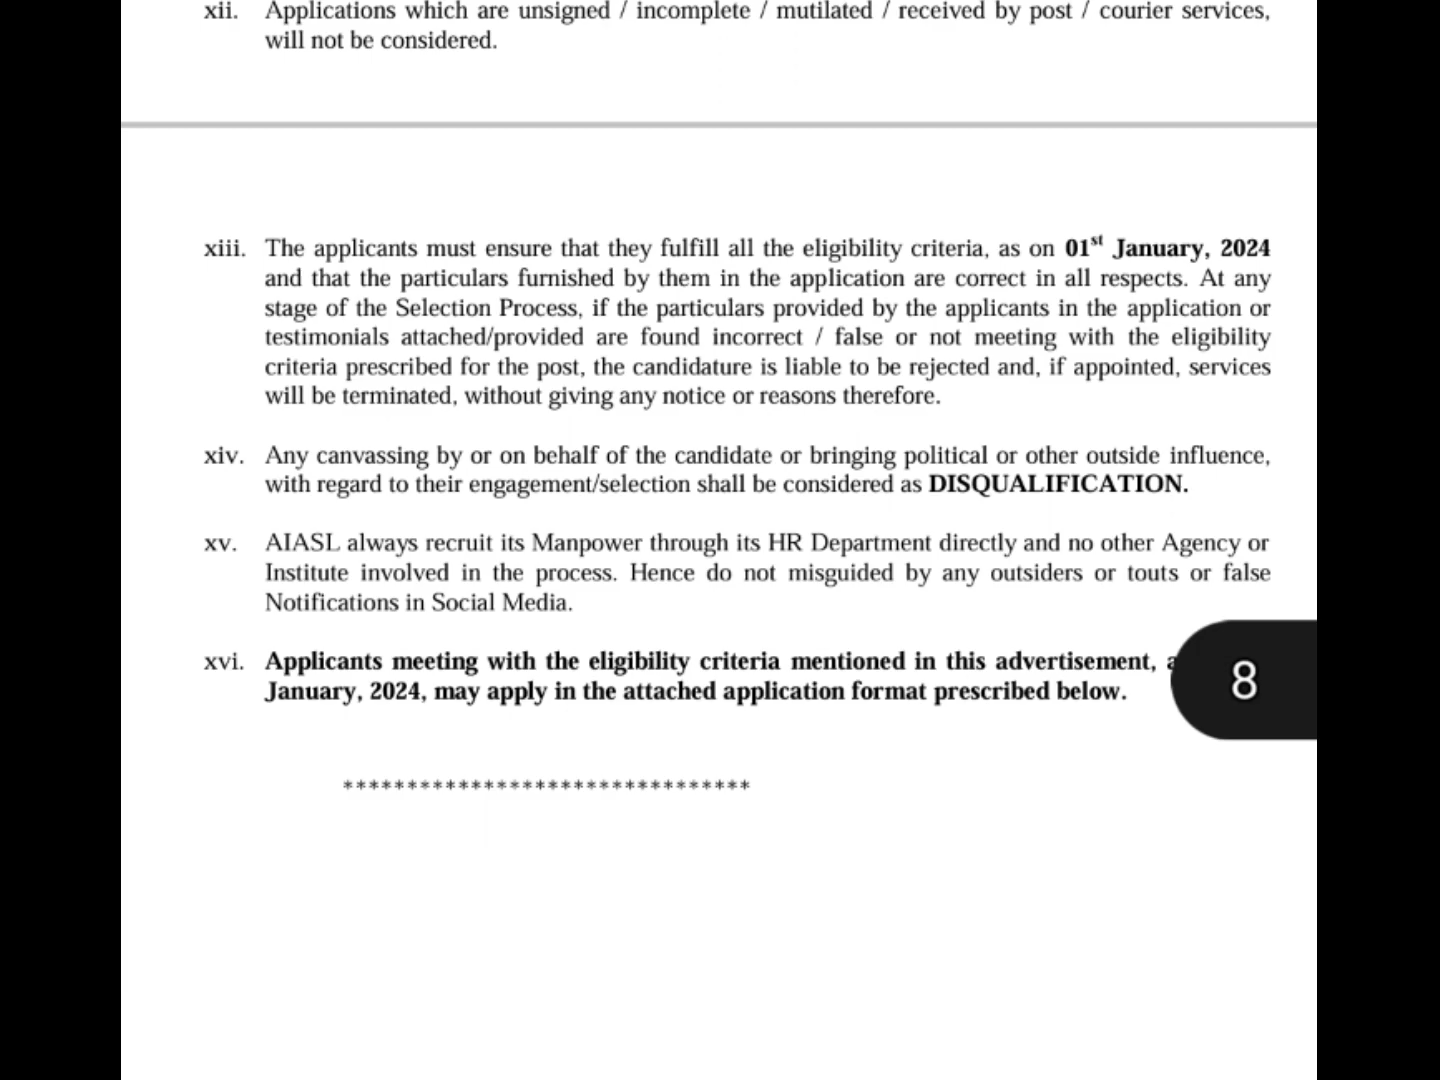 xii. Applications which are unsigned / incomplete / mutilated / received by post / courier services,
will not be considered.
xiii. The applicants must ensure that they fulfill all the eligibility criteria, as on 01st January, 2024
and that the particulars furnished by them in the application are correct in all respects. At any
stage of the Selection Process, if the particulars provided by the applicants in the application or
testimonials attached/provided are found incorrect / false or not meeting with the eligibility
criteria prescribed for the post, the candidature is liable to be rejected and, if appointed, services
will be terminated, without giving any notice or reasons therefore.
xiv. Any canvassing by or on behalf of the candidate or bringing political or other outside influence,
with regard to their engagement/selection shall be considered as DISQUALIFICATION.
xv. AIASL always recruit its Manpower through its HR Department directly and no other Agency or
Institute involved in the process. Hence do not misguided by any outsiders or touts or false
Notifications in Social Media.
xvi. Applicants meeting with the eligibility criteria mentioned in this advertisement,
January, 2024, may apply in the attached application format prescribed below.
8
********************************